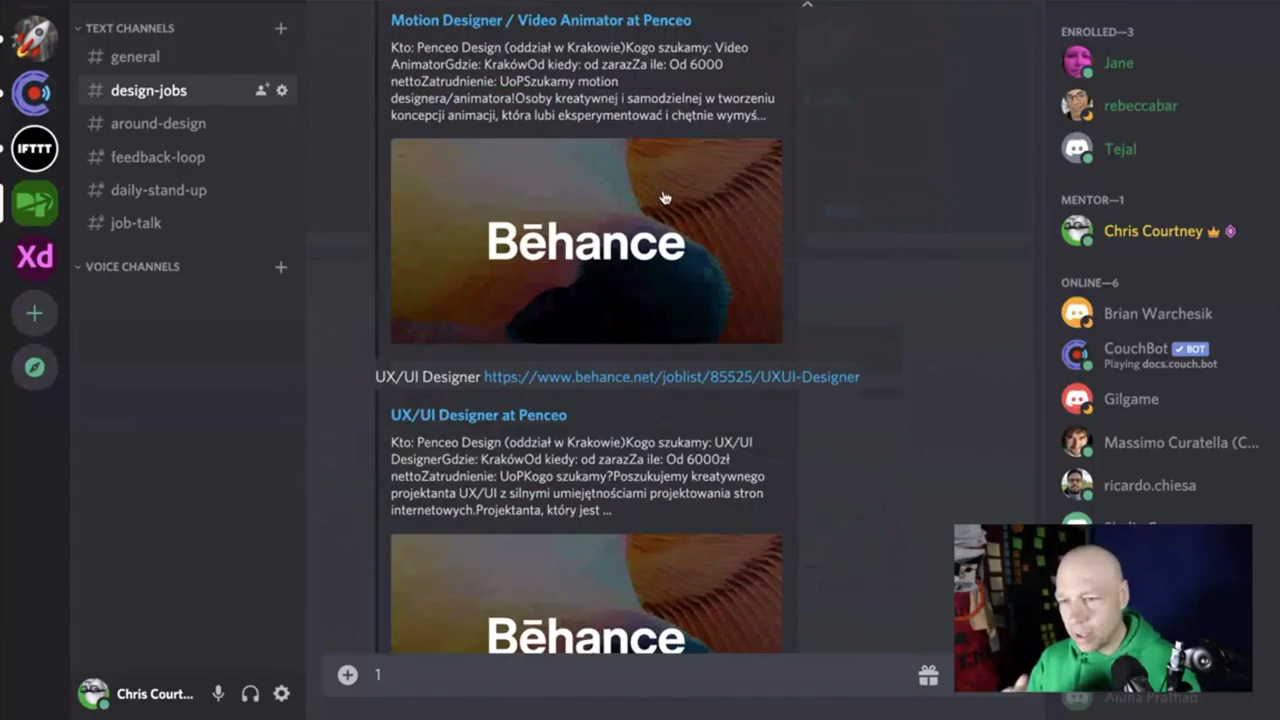 TEXT CHANNELS
general
design-jobs
around-design
feedback-loop
daily-stand-up
job-talk
VOICE CHANNELS
IFTTT
Xd
Chris Court...
Motion Designer / Video Animator at Penceo
Kto: Penceo Design (oddział w Krakowie)Kogo szukamy: Video
AnimatorGdzie: KrakówOd kiedy: od zarazZa ile: Od 6000
nettoZatrudnienie: UoPSzukamy motion
designera/animatora!Osoby kreatywnej i samodzielnej w tworzeniu
koncepcji animacji, która lubi eksperymentować i chętnie wymyś...
Bēhance
UX/UI Designer https://www.behance.net/joblist/85525/UXUI-Designer
UX/UI Designer at Penceo
Kto: Penceo Design (oddział w Krakowie)Kogo szukamy: UX/UI
DesignerGdzie: KrakówOd kiedy: od zarazZa ile: Od 6000zł
nettoZatrudnienie: UoPKogo szukamy?Poszukujemy kreatywnego
projektanta UX/UI z silnymi umiejętnościami projektowania stron
internetowych.Projektanta, który jest ...
Bēhance
1
ENROLLED—3
Jane
rebeccabar
Tejal
MENTOR—1
Chris Courtney
ONLINE—6
Brian Warchesik
CouchBot BOT
Playing docs.couch.bot
Gilgame
Massimo Curatella (C...
ricardo.chiesa